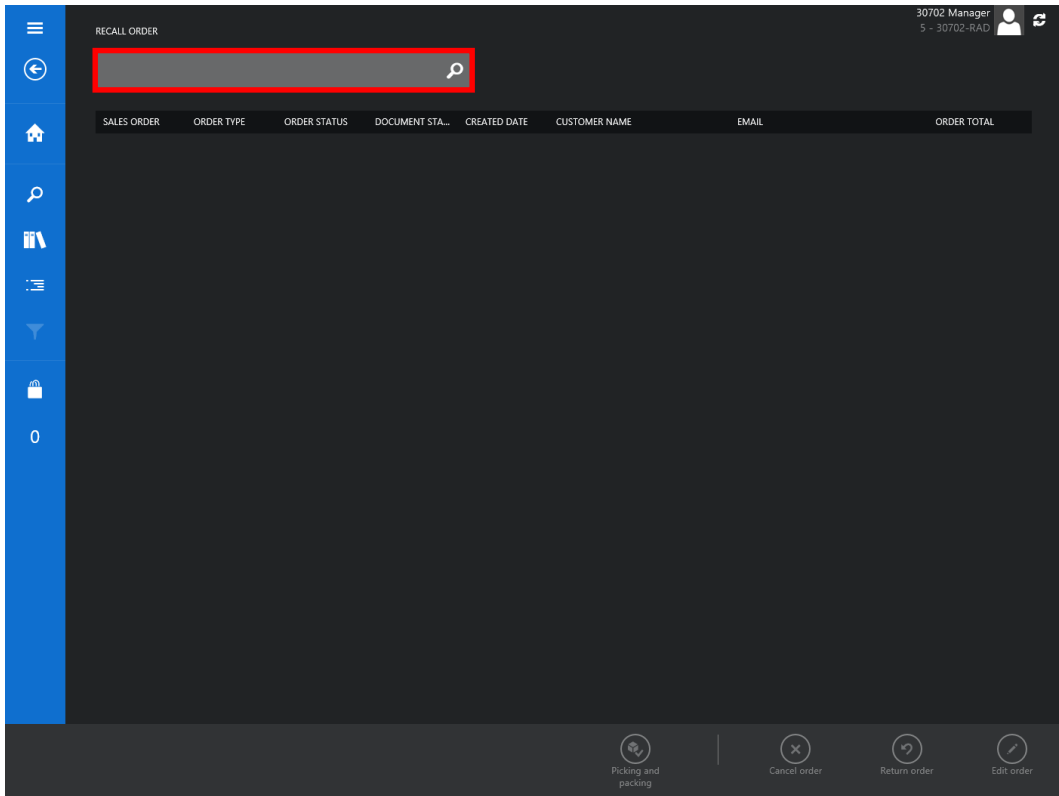 30702 Manager
5 - 30702-RAD
RECALL ORDER
SALES ORDER ORDER TYPE ORDER STATUS DOCUMENT STA... CREATED DATE CUSTOMER NAME EMAIL ORDER TOTAL
0
Picking and
packing
Cancel order
Return order
Edit order